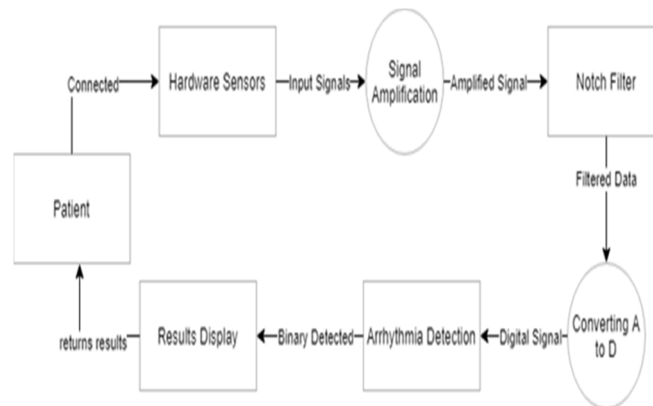 Connected
Hardware Sensors
Input Signals
Signal
Amplification
Amplified Signal
Notch Filter
Filtered Data
Patient
Converting A
to D
Digital Signal
Arrhythmia Detection
Binary Detected
Results Display
returns results